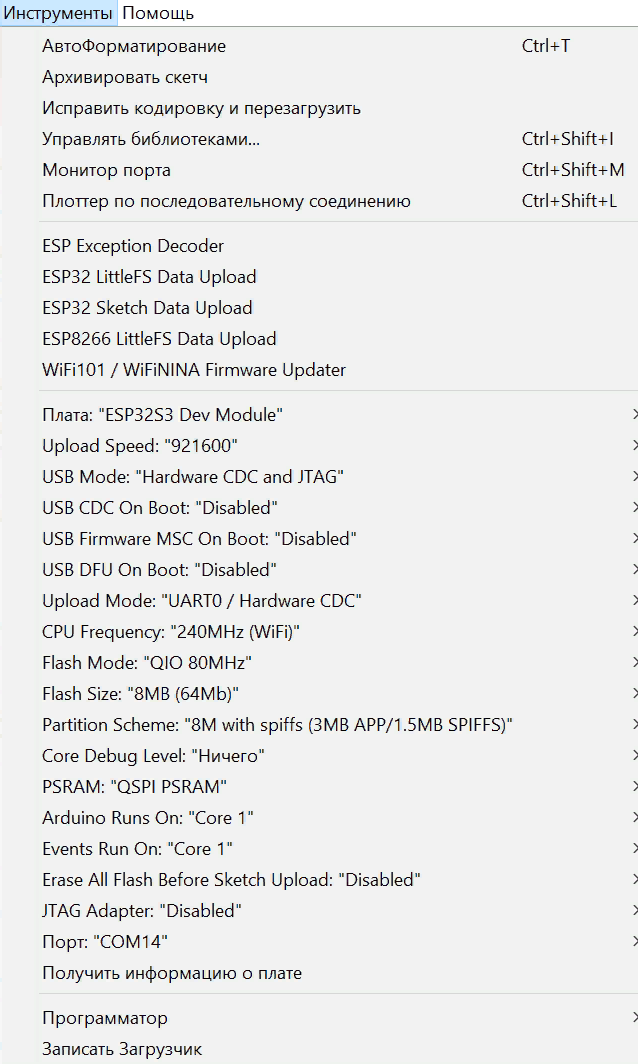 Инструменты Помощь
АвтоФорматирование Ctrl+T
Архивировать скетч
Исправить кодировку и перезагрузить
Управлять библиотеками... Ctrl+Shift+I
Монитор порта Ctrl+Shift+M
Плоттер по последовательному соединению Ctrl+Shift+L
ESP Exception Decoder
ESP32 LittleFS Data Upload
ESP32 Sketch Data Upload
ESP8266 LittleFS Data Upload
WiFi101 / WiFiNINA Firmware Updater
Плата: "ESP32S3 Dev Module"
Upload Speed: "921600"
USB Mode: "Hardware CDC and JTAG"
USB CDC On Boot: "Disabled"
USB Firmware MSC On Boot: "Disabled"
USB DFU On Boot: "Disabled"
Upload Mode: "UART0 / Hardware CDC"
CPU Frequency: "240MHz (WiFi)"
Flash Mode: "QIO 80MHz"
Flash Size: "8MB (64Mb)"
Partition Scheme: "8M with spiffs (3MB APP/1.5MB SPIFFS)"
Core Debug Level: "Ничего"
PSRAM: "QSPI PSRAM"
Arduino Runs On: "Core 1"
Events Run On: "Core 1"
Erase All Flash Before Sketch Upload: "Disabled"
JTAG Adapter: "Disabled"
Порт: "COM14"
Получить информацию о плате
Программатор
Записать Загрузчик